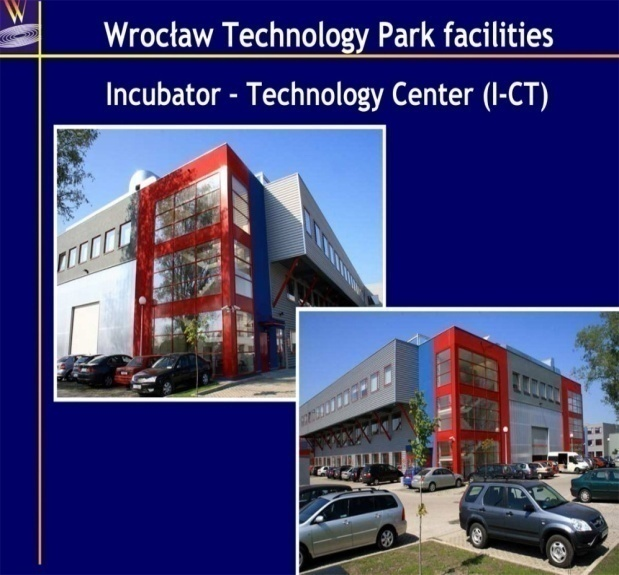 W
Wrocław Technology Park facilities
Incubator - Technology Center (I-CT)